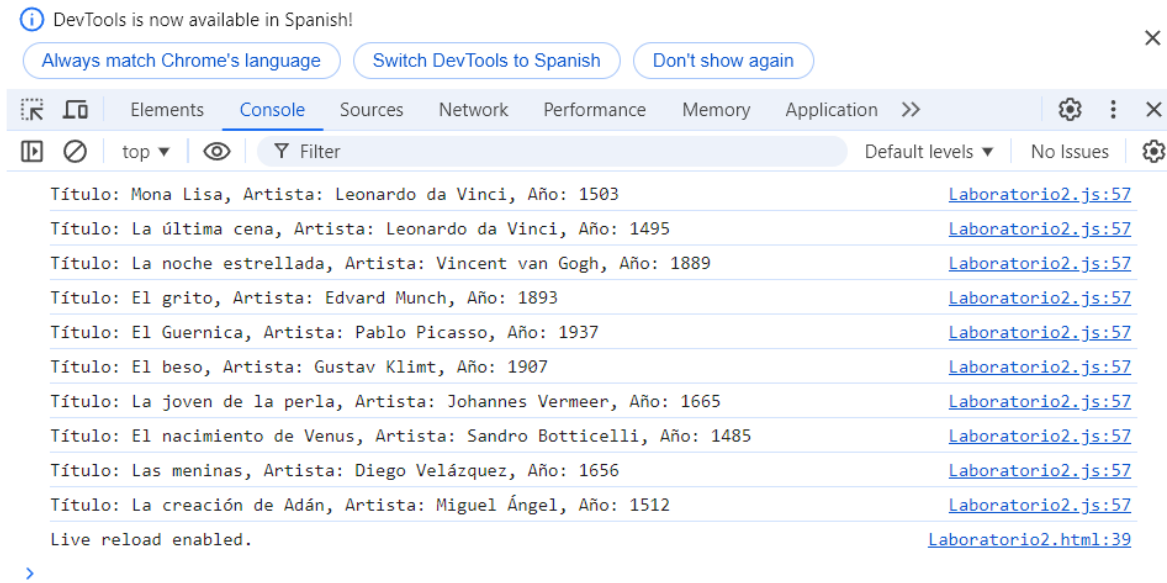 DevTools is now available in Spanish!
Always match Chrome's language Switch DevTools to Spanish Don't show again
Elements Console Sources Network Performance Memory Application
top Filter Default levels No Issues
Título: Mona Lisa, Artista: Leonardo da Vinci, Año: 1503 Laboratorio2.js:57
Título: La última cena, Artista: Leonardo da Vinci, Año: 1495 Laboratorio2.js:57
Título: La noche estrellada, Artista: Vincent van Gogh, Año: 1889 Laboratorio2.js:57
Título: El grito, Artista: Edvard Munch, Año: 1893 Laboratorio2.js:57
Título: El Guernica, Artista: Pablo Picasso, Año: 1937 Laboratorio2.js:57
Título: El beso, Artista: Gustav Klimt, Año: 1907 Laboratorio2.js:57
Título: La joven de la perla, Artista: Johannes Vermeer, Año: 1665 Laboratorio2.js:57
Título: El nacimiento de Venus, Artista: Sandro Botticelli, Año: 1485 Laboratorio2.js:57
Título: Las meninas, Artista: Diego Velázquez, Año: 1656 Laboratorio2.js:57
Título: La creación de Adán, Artista: Miguel Ángel, Año: 1512 Laboratorio2.js:57
Live reload enabled. Laboratorio2.html:39